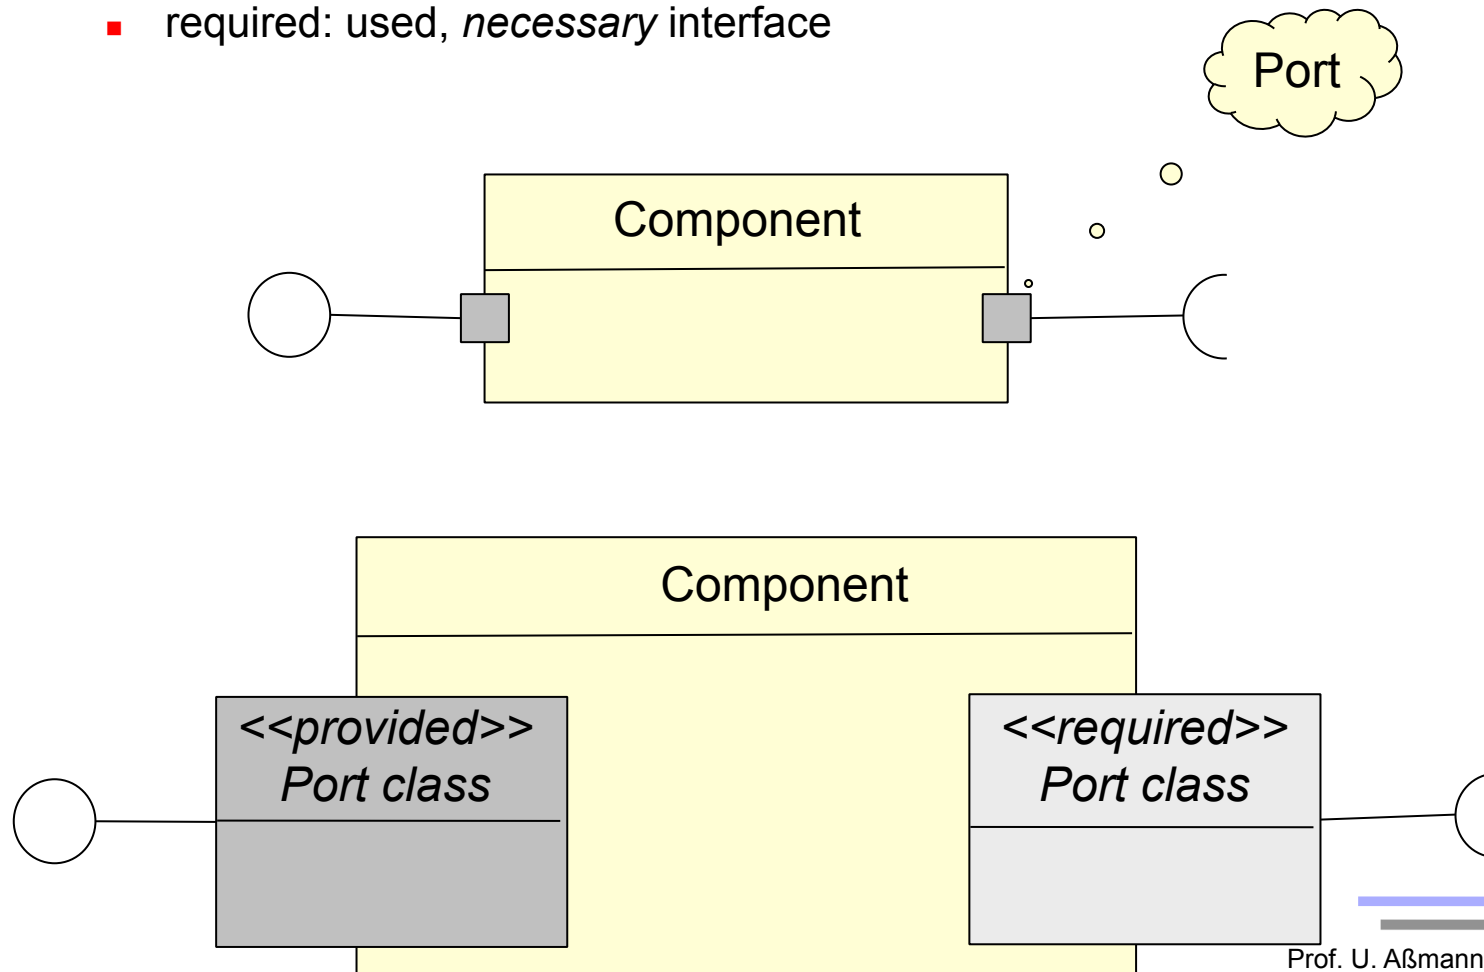 required: used, necessary interface
Port
Component
Component
<<provided>>
Port class
<<required>>
Port class
Prof. U. Aßmann